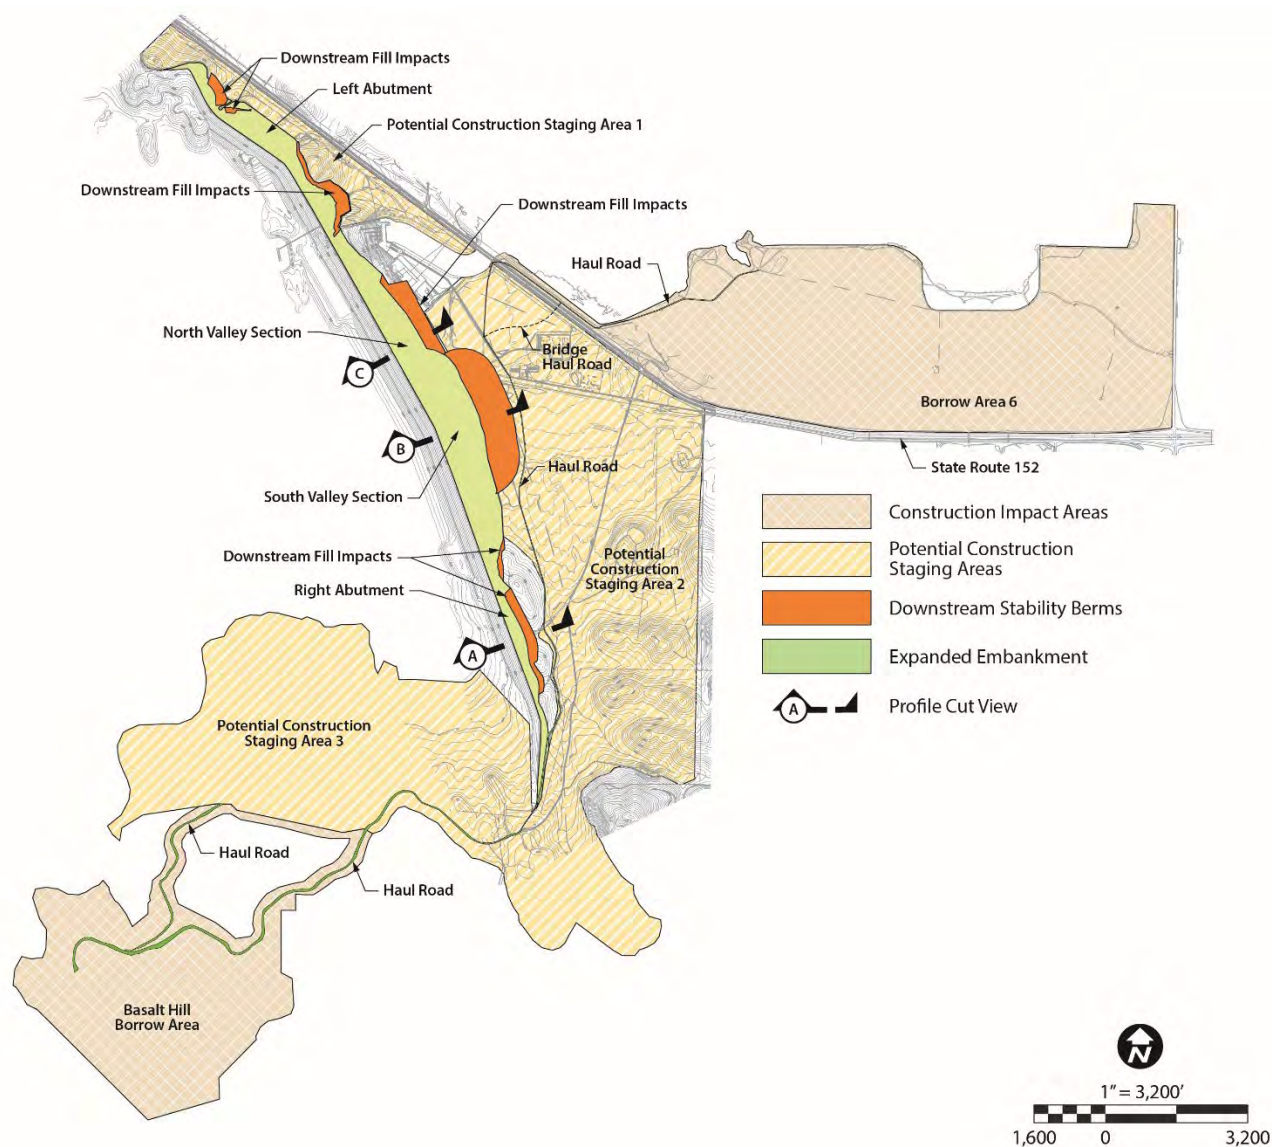 Downstream Fill Impacts
Left Abutment
Potential Construction Staging Area 1
Downstream Fill Impacts
Downstream Fill Impacts
Haul Road
North Valley Section
Bridge
Haul Road
C
Borrow Area 6
B
Haul Road
State Route 152
South Valley Section
Construction Impact Areas
Potential Construction
Staging Areas
Downstream Fill Impacts
Potential
Construction
Staging Area 2
Right Abutment
Downstream Stability Berms
A
Expanded Embankment
A
Profile Cut View
Potential Construction
Staging Area 3
Haul Road
Haul Road
Basalt Hill
Borrow Area
N
1" = 3,200'
1,600 0 3,200